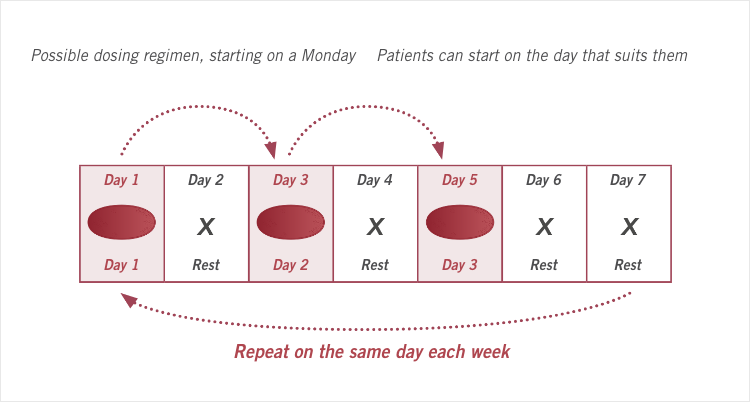 Possible dosing regimen, starting on a Monday    Patients can start on the day that suits them
Day 1 Day 2 Day 3 Day 4 Day 5 Day 6 Day 7
X X X X
Day 1 Rest Day 2 Rest Day 3 Rest Rest
Repeat on the same day each week